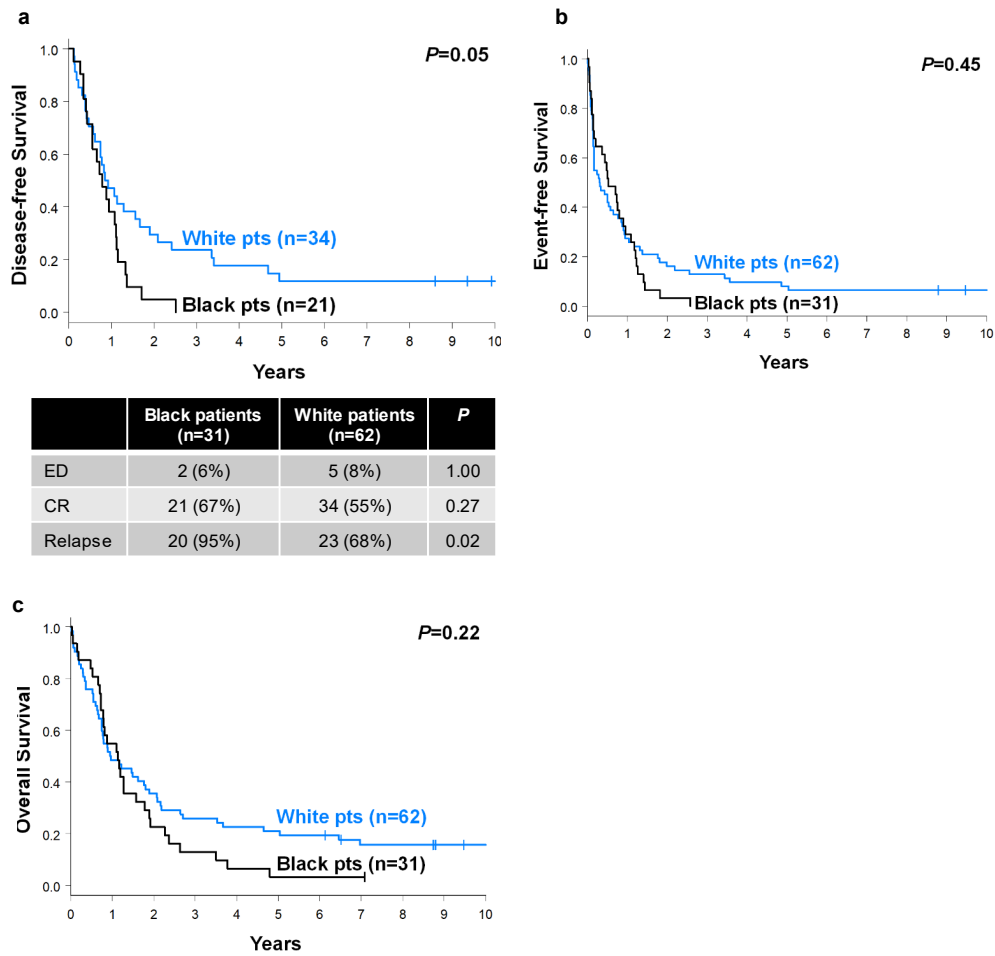 a
P=0.05
Disease-free Survival
1.0
0.8
0.6
0.4
0.2
0.0
White pts (n=34)
Black pts (n=21)
0 1 2 3 4 5 6 7 8 9 10
Years
b
P=0.45
Event-free Survival
1.0
0.8
0.6
0.4
0.2
0.0
White pts (n=62)
Black pts (n=31)
0 1 2 3 4 5 6 7 8 9 10
Years
Black patients (n=31) White patients (n=62) P
ED 2 (6%) 5 (8%) 1.00
CR 21 (67%) 34 (55%) 0.27
Relapse 20 (95%) 23 (68%) 0.02
c
P=0.22
Overall Survival
1.0
0.8
0.6
0.4
0.2
0.0
White pts (n=62)
Black pts (n=31)
0 1 2 3 4 5 6 7 8 9 10
Years